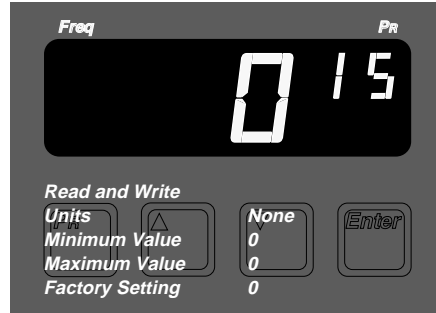 Freq PR
0 15
Read and Write
Units None
Minimum Value 0
Maximum Value 0
Factory Setting 0
PR Enter